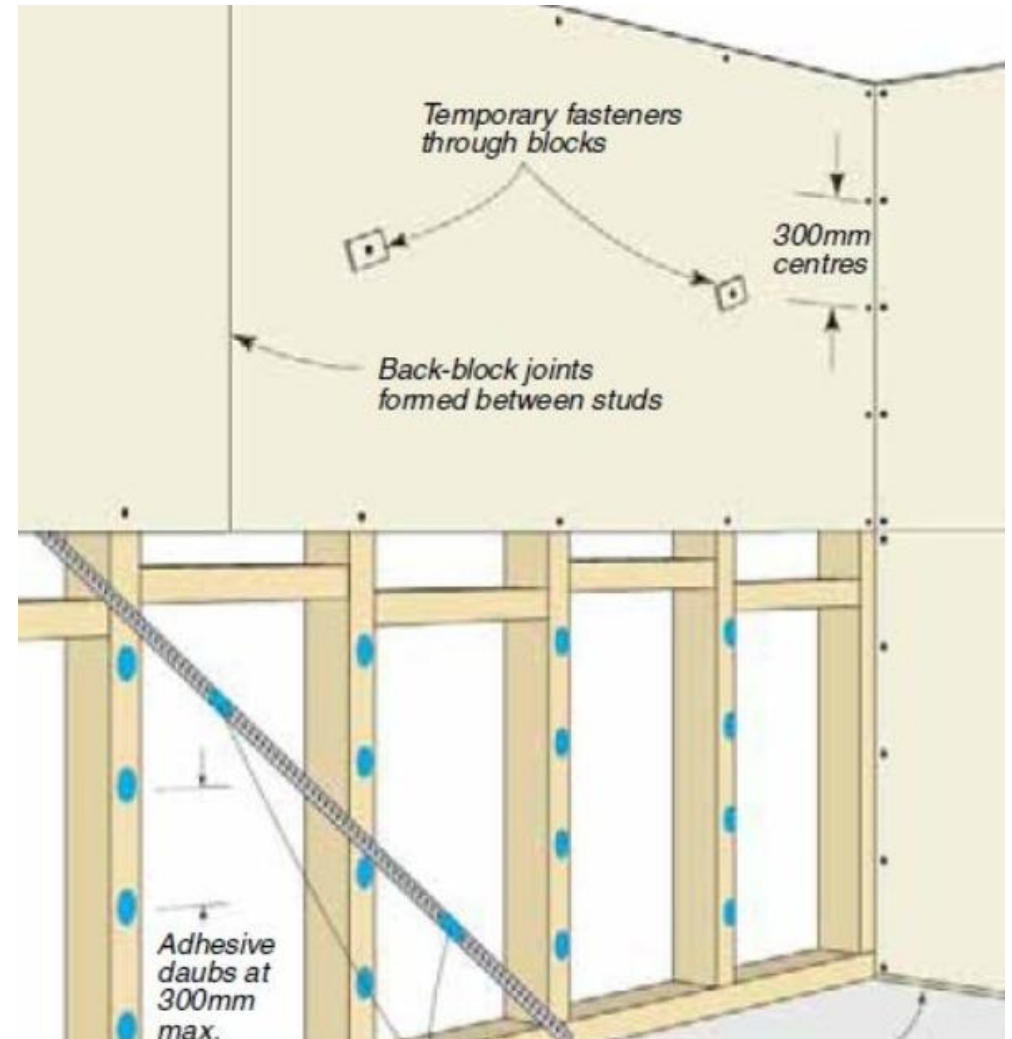 Temporary fasteners
through blocks
300mm
centres
Back-block joints
formed between studs
Adhesive
daubs at
300mm
max.